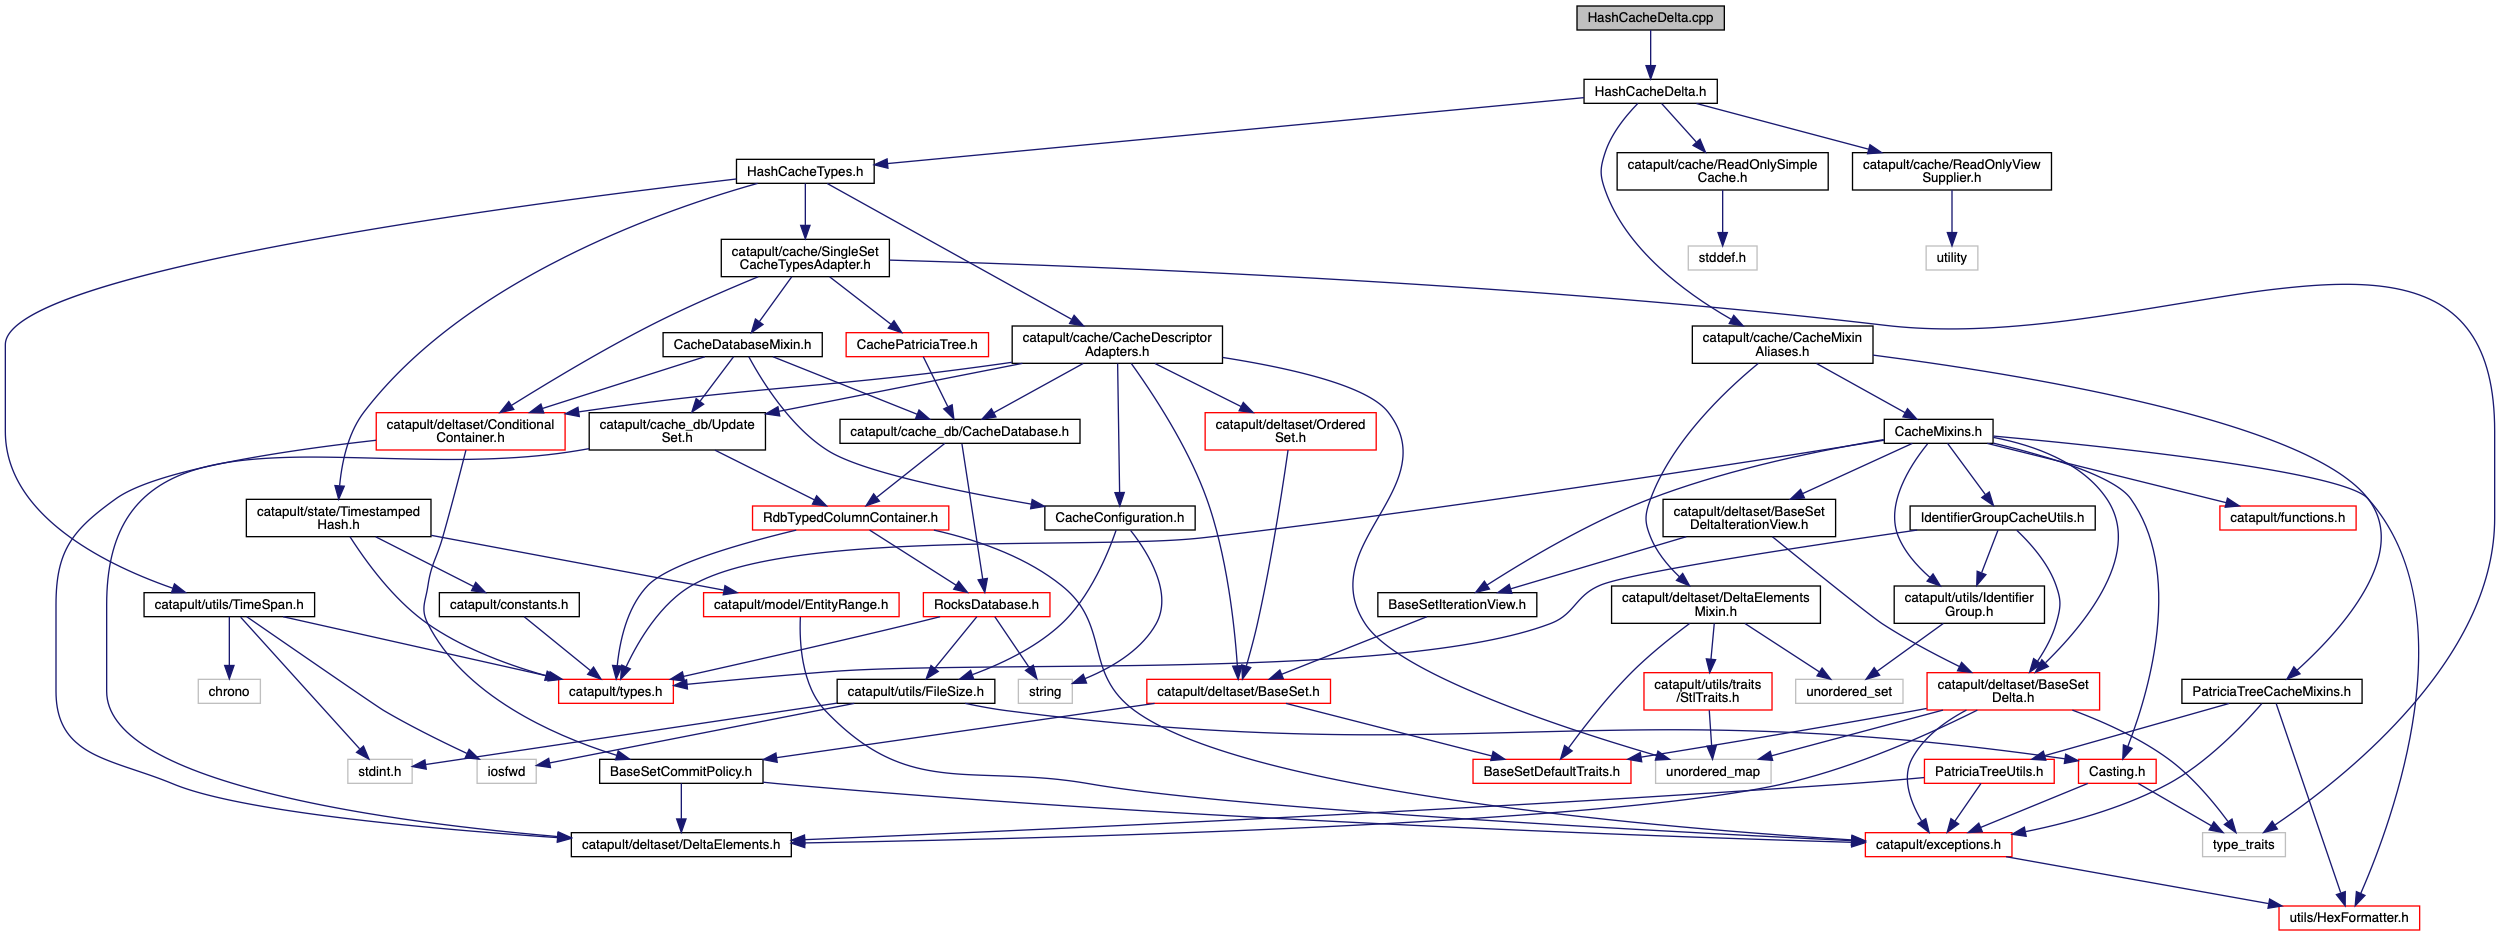 HashCacheDelta.cpp
HashCacheDelta.h
HashCacheTypes.h
catapult/cache/ReadOnlySimple
Cache.h
catapult/cache/ReadOnlyView
Supplier.h
catapult/cache/SingleSet
CacheTypesAdapter.h
stddef.h
utility
CacheDatabaseMixin.h
CachePatriciaTree.h
catapult/cache/CacheDescriptor
Adapters.h
catapult/cache/CacheMixin
Aliases.h
catapult/deltaset/Conditional
Container.h
catapult/cache_db/Update
Set.h
catapult/cache_db/CacheDatabase.h
catapult/deltaset/Ordered
Set.h
CacheMixins.h
catapult/state/Timestamped
Hash.h
RdbTypedColumnContainer.h
CacheConfiguration.h
catapult/deltaset/BaseSet
DeltaIterationView.h
IdentifierGroupCacheUtils.h
catapult/functions.h
catapult/utils/TimeSpan.h
catapult/constants.h
catapult/model/EntityRange.h
RocksDatabase.h
BaseSetIterationView.h
catapult/deltaset/DeltaElements
Mixin.h
catapult/utils/Identifier
Group.h
chrono
catapult/types.h
catapult/utils/FileSize.h
string
catapult/deltaset/BaseSet.h
catapult/utils/traits
/StlTraits.h
unordered_set
catapult/deltaset/BaseSet
Delta.h
PatriciaTreeCacheMixins.h
stdint.h
iosfwd
BaseSetCommitPolicy.h
BaseSetDefaultTraits.h
unordered_map
PatriciaTreeUtils.h
Casting.h
catapult/deltaset/DeltaElements.h
catapult/exceptions.h
type_traits
utils/HexFormatter.h